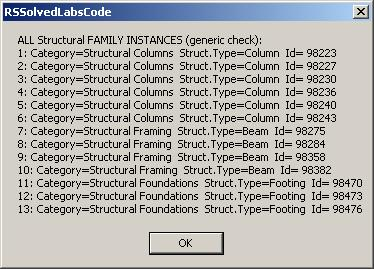 RSSolvedLabsCode
ALL Structural FAMILY INSTANCES (generic check):
1: Category=Structural Columns Struct.Type=Column Id= 98223
2: Category=Structural Columns Struct.Type=Column Id= 98227
3: Category=Structural Columns Struct.Type=Column Id= 98230
4: Category=Structural Columns Struct.Type=Column Id= 98236
5: Category=Structural Columns Struct.Type=Column Id= 98240
6: Category=Structural Columns Struct.Type=Column Id= 98243
7: Category=Structural Framing Struct.Type=Beam Id= 98275
8: Category=Structural Framing Struct.Type=Beam Id= 98284
9: Category=Structural Framing Struct.Type=Beam Id= 98358
10: Category=Structural Framing Struct.Type=Beam Id= 98382
11: Category=Structural Foundations Struct.Type=Footing Id= 98470
12: Category=Structural Foundations Struct.Type=Footing Id= 98473
13: Category=Structural Foundations Struct.Type=Footing Id= 98476
OK